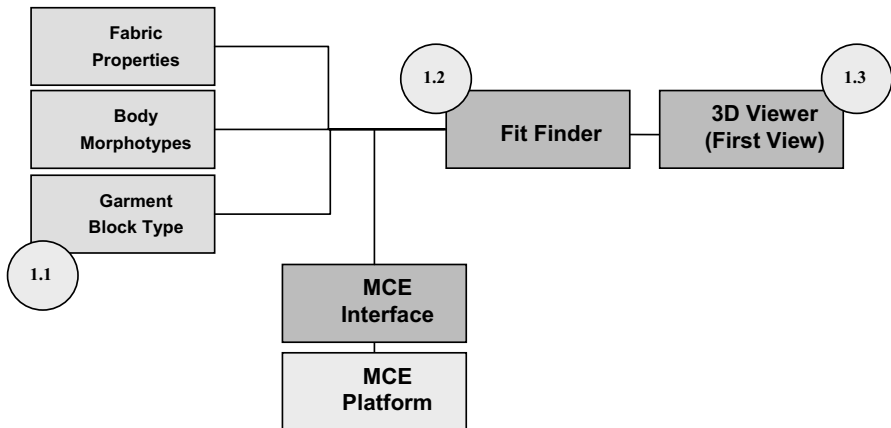 Fabric
Properties
Body
Morphotypes
Garment
Block Type
1.1
1.2
Fit Finder
1.3
3D Viewer
(First View)
MCE
Interface
MCE
Platform